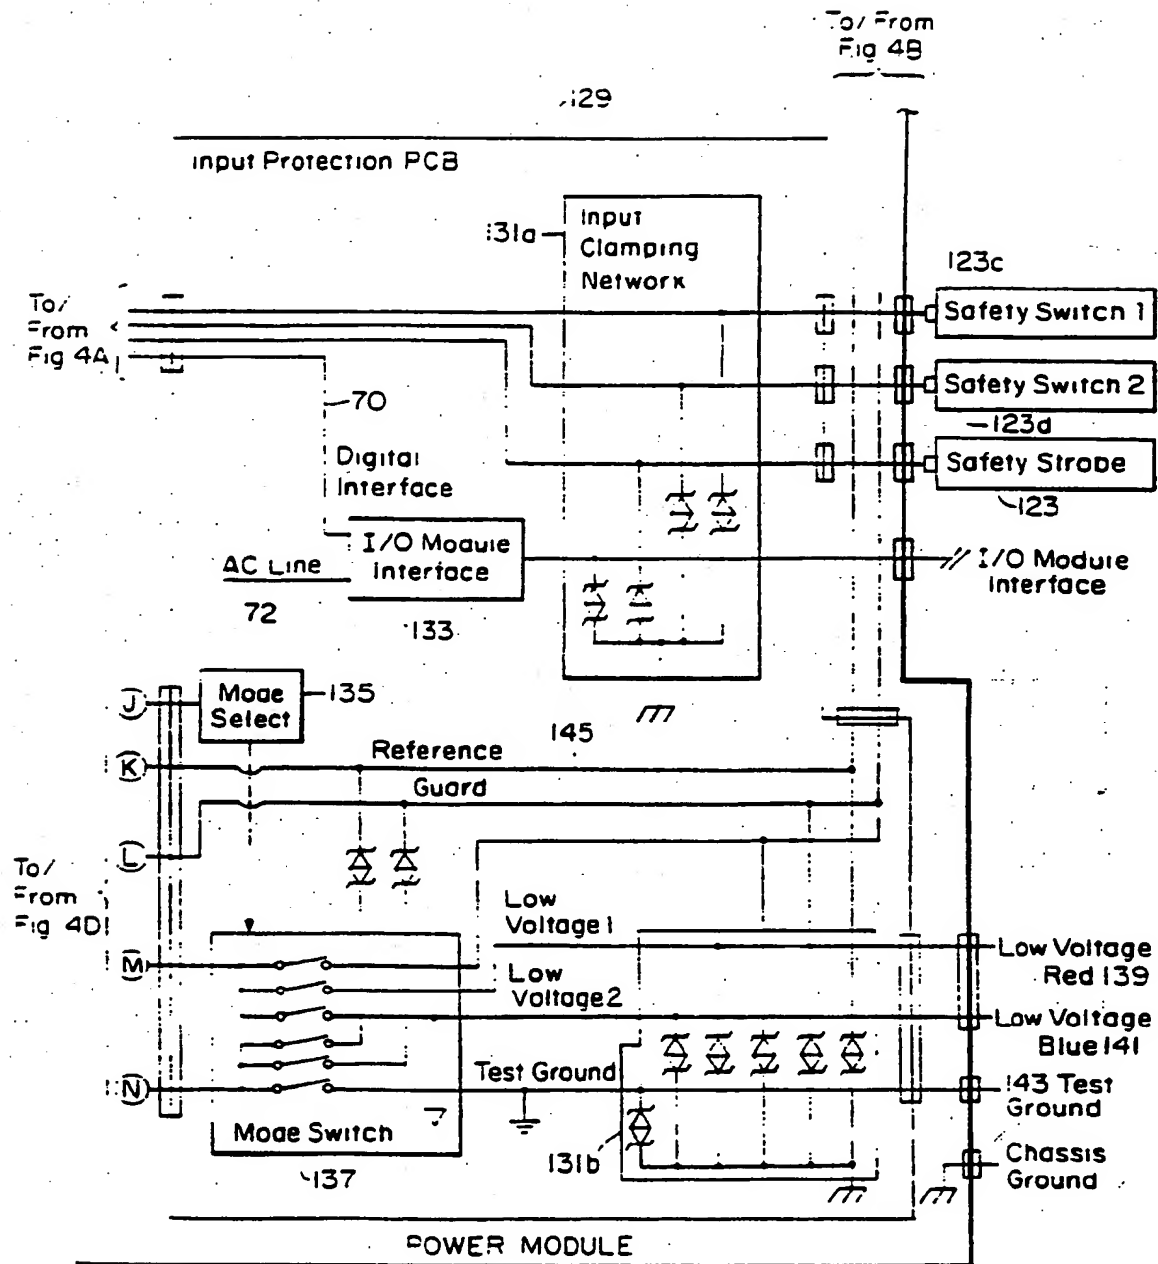 To/From
Fig 4B
129
Input Protection PCB
131a
Input
Clamping
Network
123c
Safety Switch 1
To/
From
Fig 4A
Safety Switch 2
123d
70
Safety Strobe
123
Digital
Interface
I/O Module
Interface
AC Line
72
133
I/O Module
Interface
J
Mode
Select
135
145
K
Reference
Guard
L
To/
From
Fig 4D
Low
Voltage 1
M
Low
Voltage 2
Low Voltage
Red 139
Low Voltage
Blue 141
N
Test Ground
143 Test
Ground
Mode Switch
137
131b
Chassis
Ground
POWER MODULE